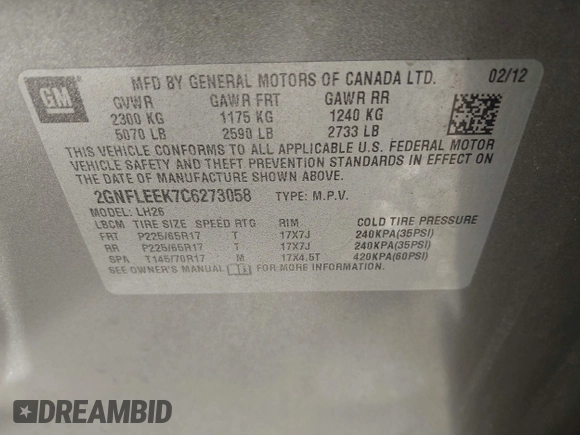 GM
MFD BY GENERAL MOTORS OF CANADA LTD. 02/12
GVWR GAWR FRT GAWR RR
2300 KG 1175 KG 1240 KG
5070 LB 2590 LB 2733 LB
THIS VEHICLE CONFORMS TO ALL APPLICABLE U.S. FEDERAL MOTOR
VEHICLE SAFETY AND THEFT PREVENTION STANDARDS IN EFFECT ON
THE DATE OF MANUFACTURE SHOWN ABOVE.
2GNFLEEK7C6273058 TYPE: M.P.V.
MODEL: LH26
LBCM TIRE SIZE SPEED RTG RIM COLD TIRE PRESSURE
FRT P225/65R17 T 17X7J 240KPA(35PSI)
RR P225/65R17 T 17X7J 240KPA(35PSI)
SPA T145/70R17 M 17X4.5T 420KPA(60PSI)
SEE OWNER'S MANUAL i FOR MORE INFORMATION.
DREAMBID DREAMBID